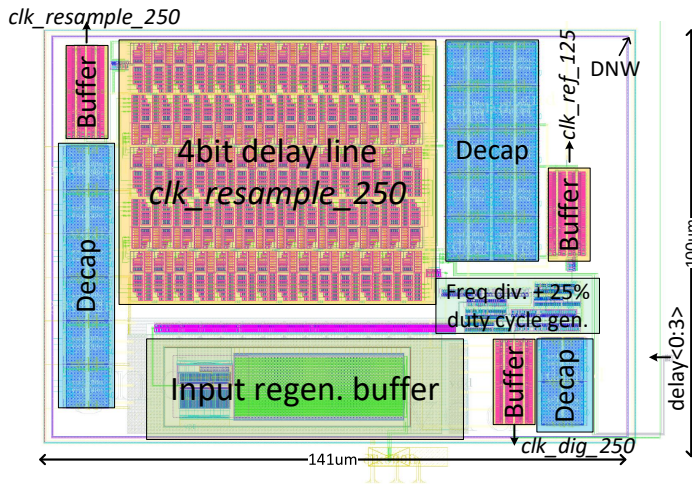 clk_resample_250
Buffer
4bit delay line
clk_resample_250
Decap
clk_ref_125
DNW
Buffer
Decap
Freq div. + 25%
duty cycle gen.
100um
delay<0:3>
Input regen. buffer
Buffer
Decap
clk_dig_250
141um